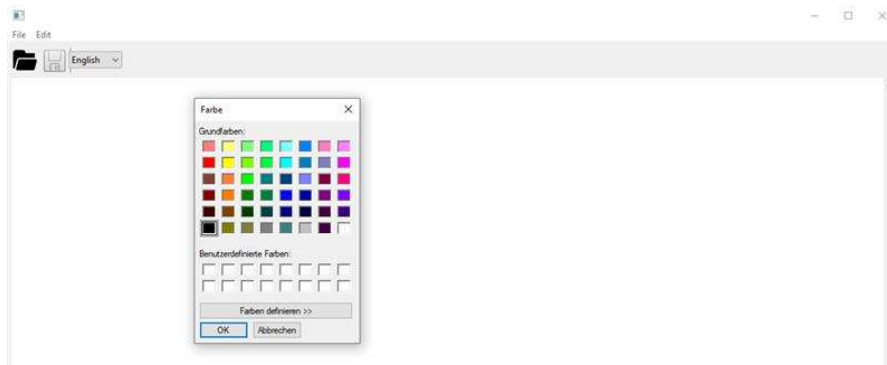 File Edit
English
Farbe
Grundfarben:
Benutzerdefinierte Farben:
Farben definieren >>
OK Abbrechen